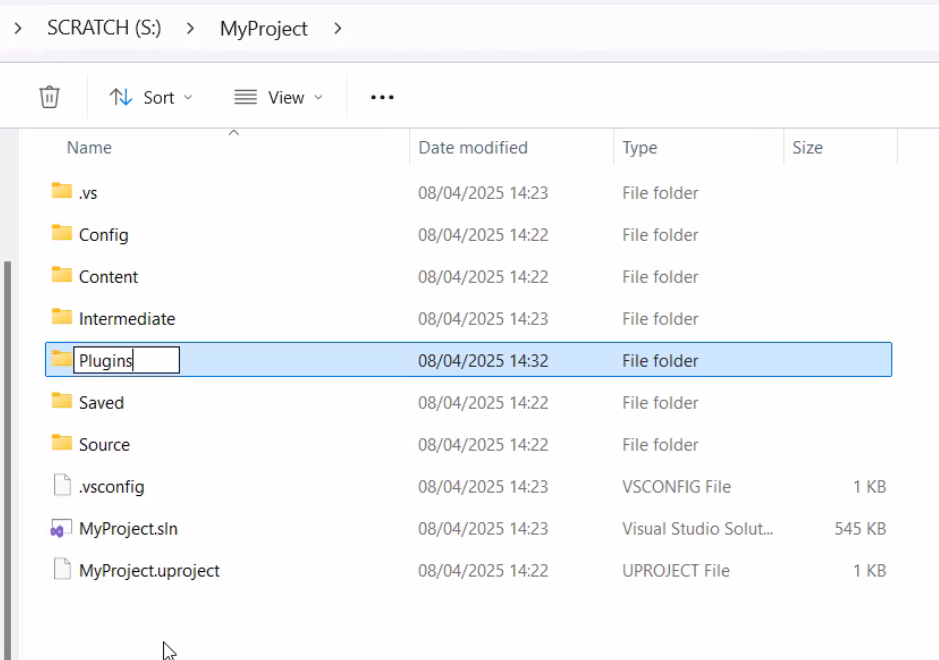 SCRATCH (S:) MyProject
Sort View
Name Date modified Type Size
.vs 08/04/2025 14:23 File folder
Config 08/04/2025 14:22 File folder
Content 08/04/2025 14:22 File folder
Intermediate 08/04/2025 14:23 File folder
Plugins 08/04/2025 14:32 File folder
Saved 08/04/2025 14:22 File folder
Source 08/04/2025 14:22 File folder
.vsconfig 08/04/2025 14:23 VSCONFIG File 1 KB
MyProject.sln 08/04/2025 14:23 Visual Studio Solut... 545 KB
MyProject.uproject 08/04/2025 14:22 UPROJECT File 1 KB